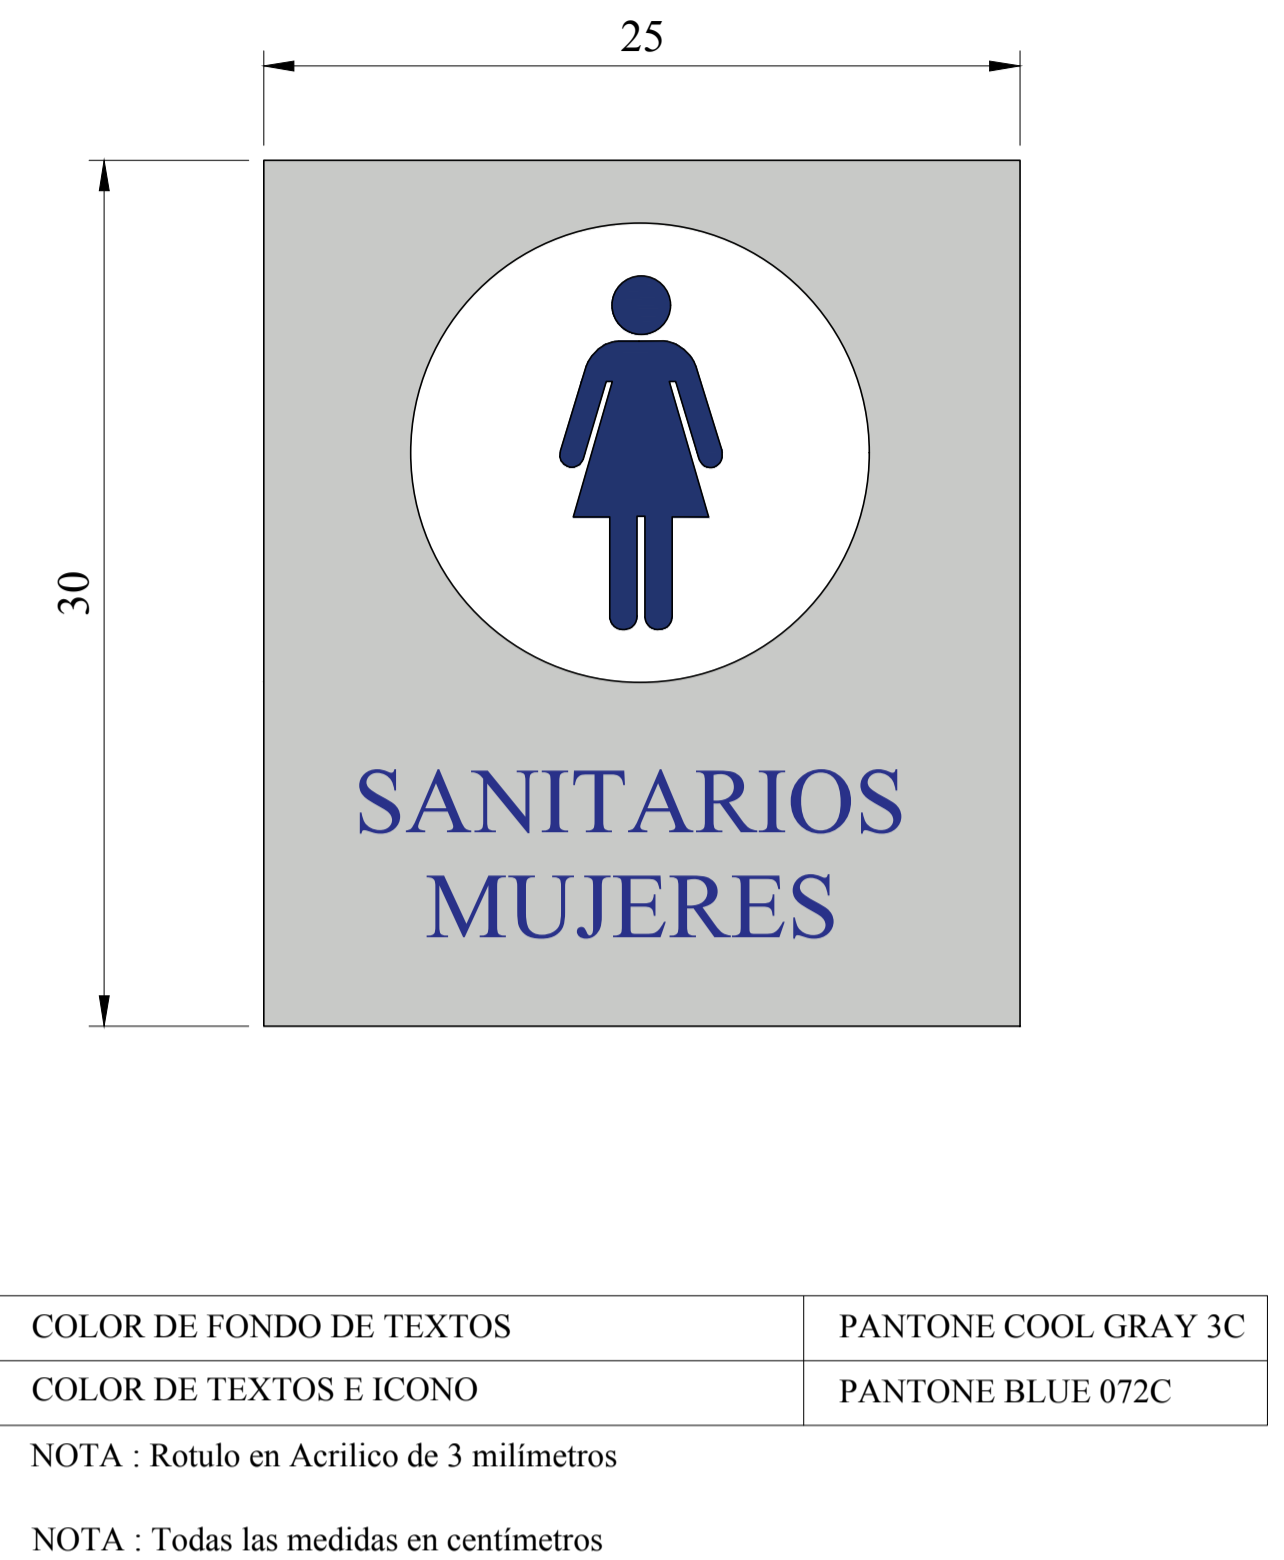 25
30
SANITARIOS
MUJERES
COLOR DE FONDO DE TEXTOS PANTONE COOL GRAY 3C
COLOR DE TEXTOS E ICONO PANTONE BLUE 072C
NOTA : Rotulo en Acrilico de 3 milímetros
NOTA : Todas las medidas en centímetros